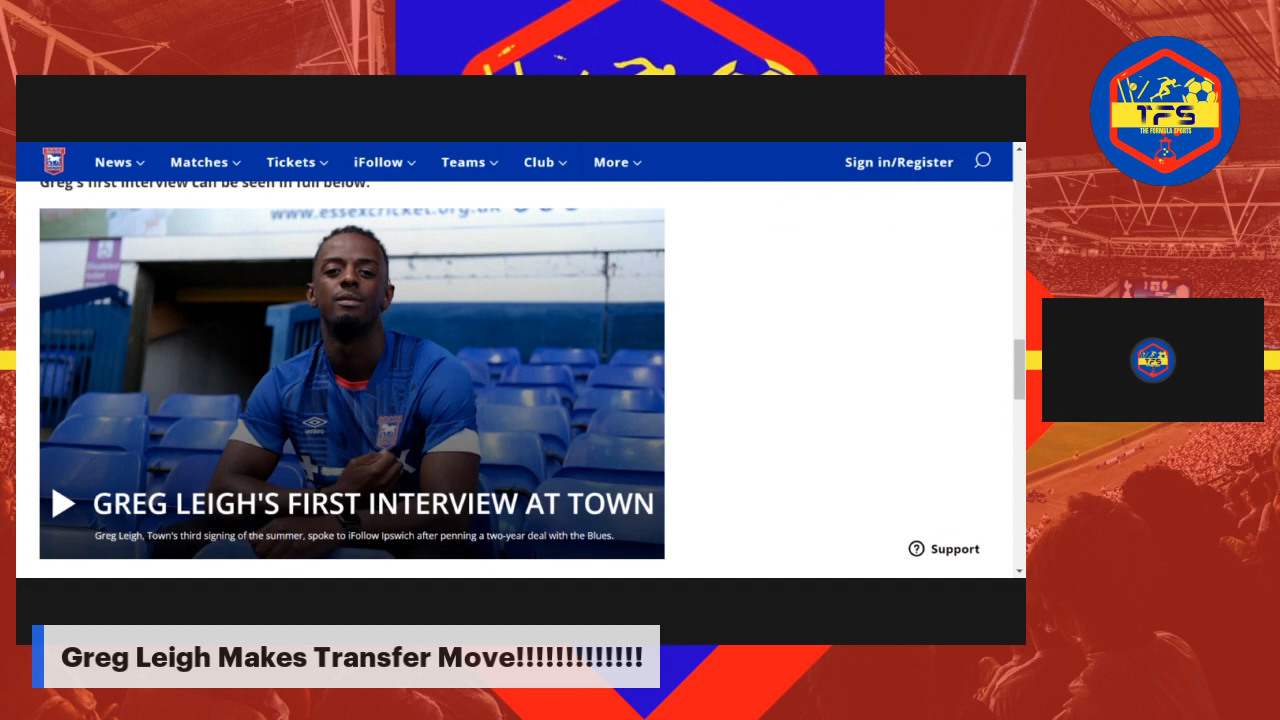 TFS
THE FORMULA SPORTS
News Matches Tickets iFollow Teams Club More Sign in/Register
Greg's first interview can be seen in full below.
www.essexcricket.org.uk
GREG LEIGH'S FIRST INTERVIEW AT TOWN
Greg Leigh, Town's third signing of the summer, spoke to iFollow Ipswich after penning a two-year deal with the Blues.
umbro
TFS
Support
Greg Leigh Makes Transfer Move!!!!!!!!!!!!!